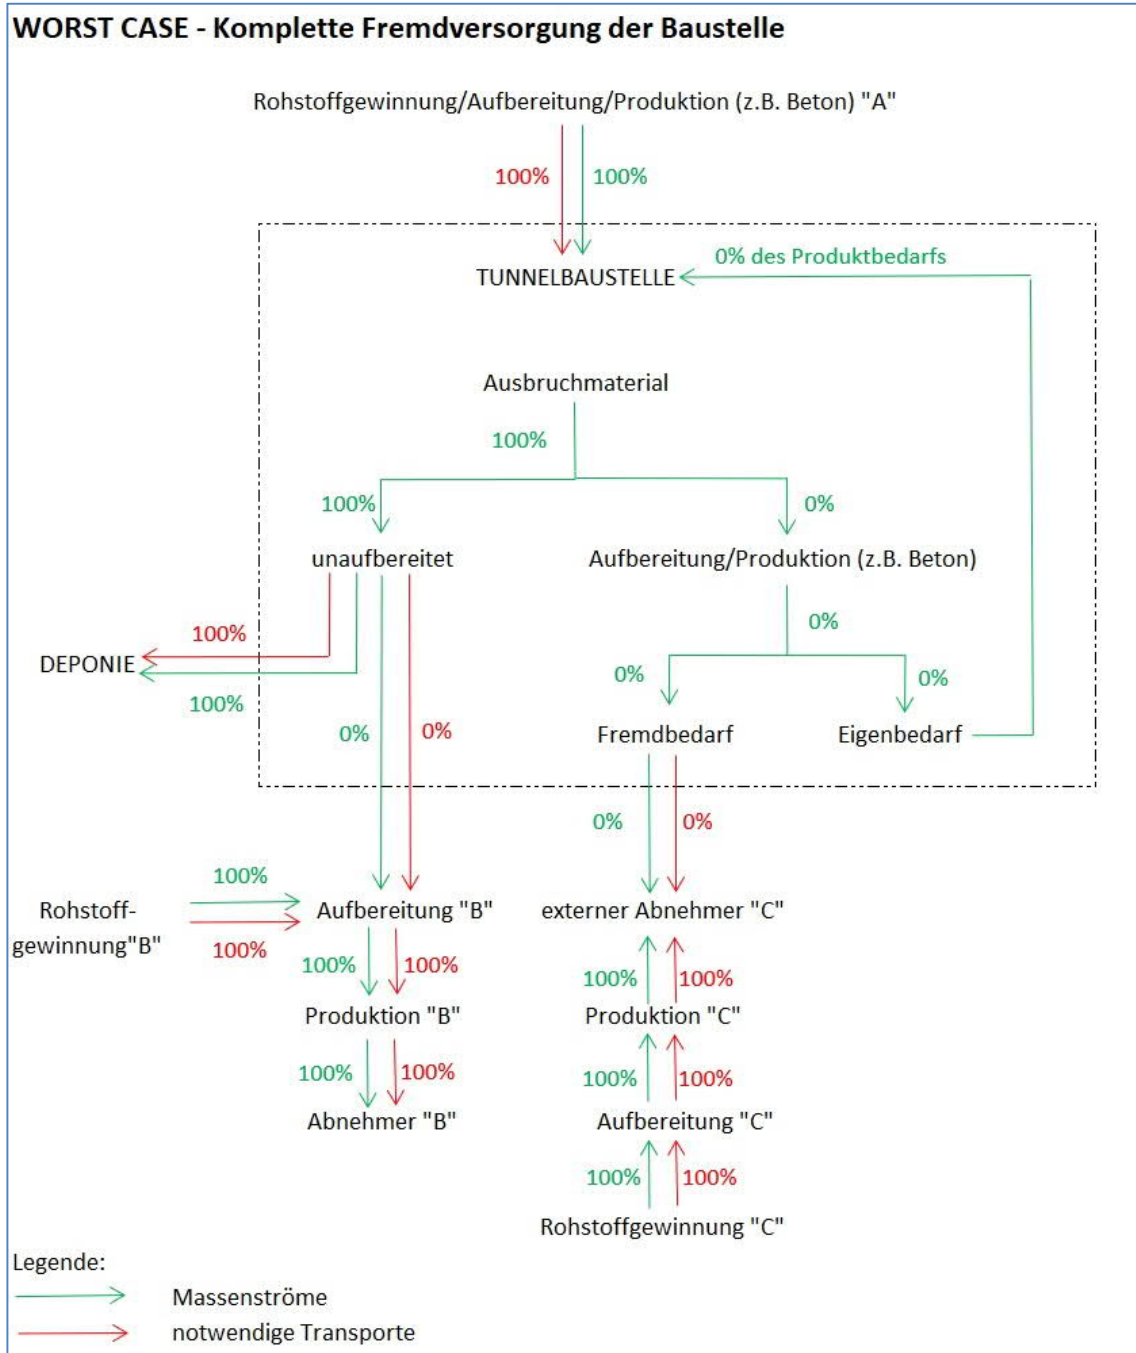 WORST CASE - Komplette Fremdversorgung der Baustelle
Rohstoffgewinnung/Aufbereitung/Produktion (z.B. Beton) "A"
100% 100%
0% des Produktbedarfs
TUNNELBAUSTELLE
Ausbruchmaterial
100%
100% 0%
unaufbereitet Aufbereitung/Produktion (z.B. Beton)
0%
100%
DEPONIE
0% 0%
100%
0% 0%
Fremdbedarf Eigenbedarf
0% 0%
100%
Rohstoff- Aufbereitung "B" externer Abnehmer "C"
gewinnung"B"
100%
100% 100% 100% 100%
Produktion "B" Produktion "C"
100% 100% 100% 100%
Abnehmer "B" Aufbereitung "C"
100% 100%
Rohstoffgewinnung "C"
Legende:
Massenströme
notwendige Transporte